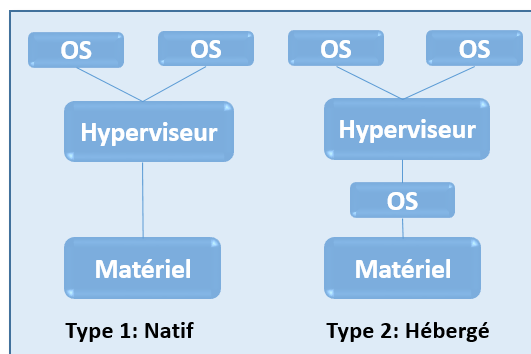 OS OS OS OS
Hyperviseur Hyperviseur
OS
Matériel Matériel
Type 1: Natif Type 2: Hébergé